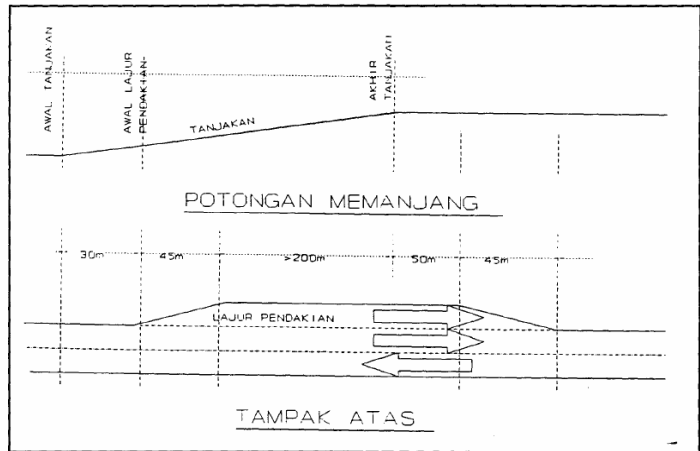 AWAL TANJAKAN
AWAL LAJUR
PENDAKIAN
AKHIR
TANJAKAN
TANJAKAN
POTONGAN MEMANJANG
30m
45m
>200m
50m
45m
LAJUR PENDAKIAN
TAMPAK ATAS